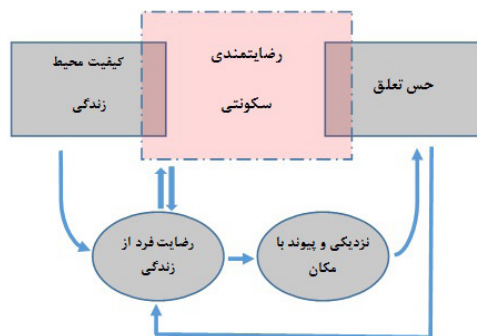 رضایتمندی
سکونتی
حس تعلق
کیفیت محیط
زندگی
نزدیکی و پیوند با
مکان
رضایت فرد از
زندگی